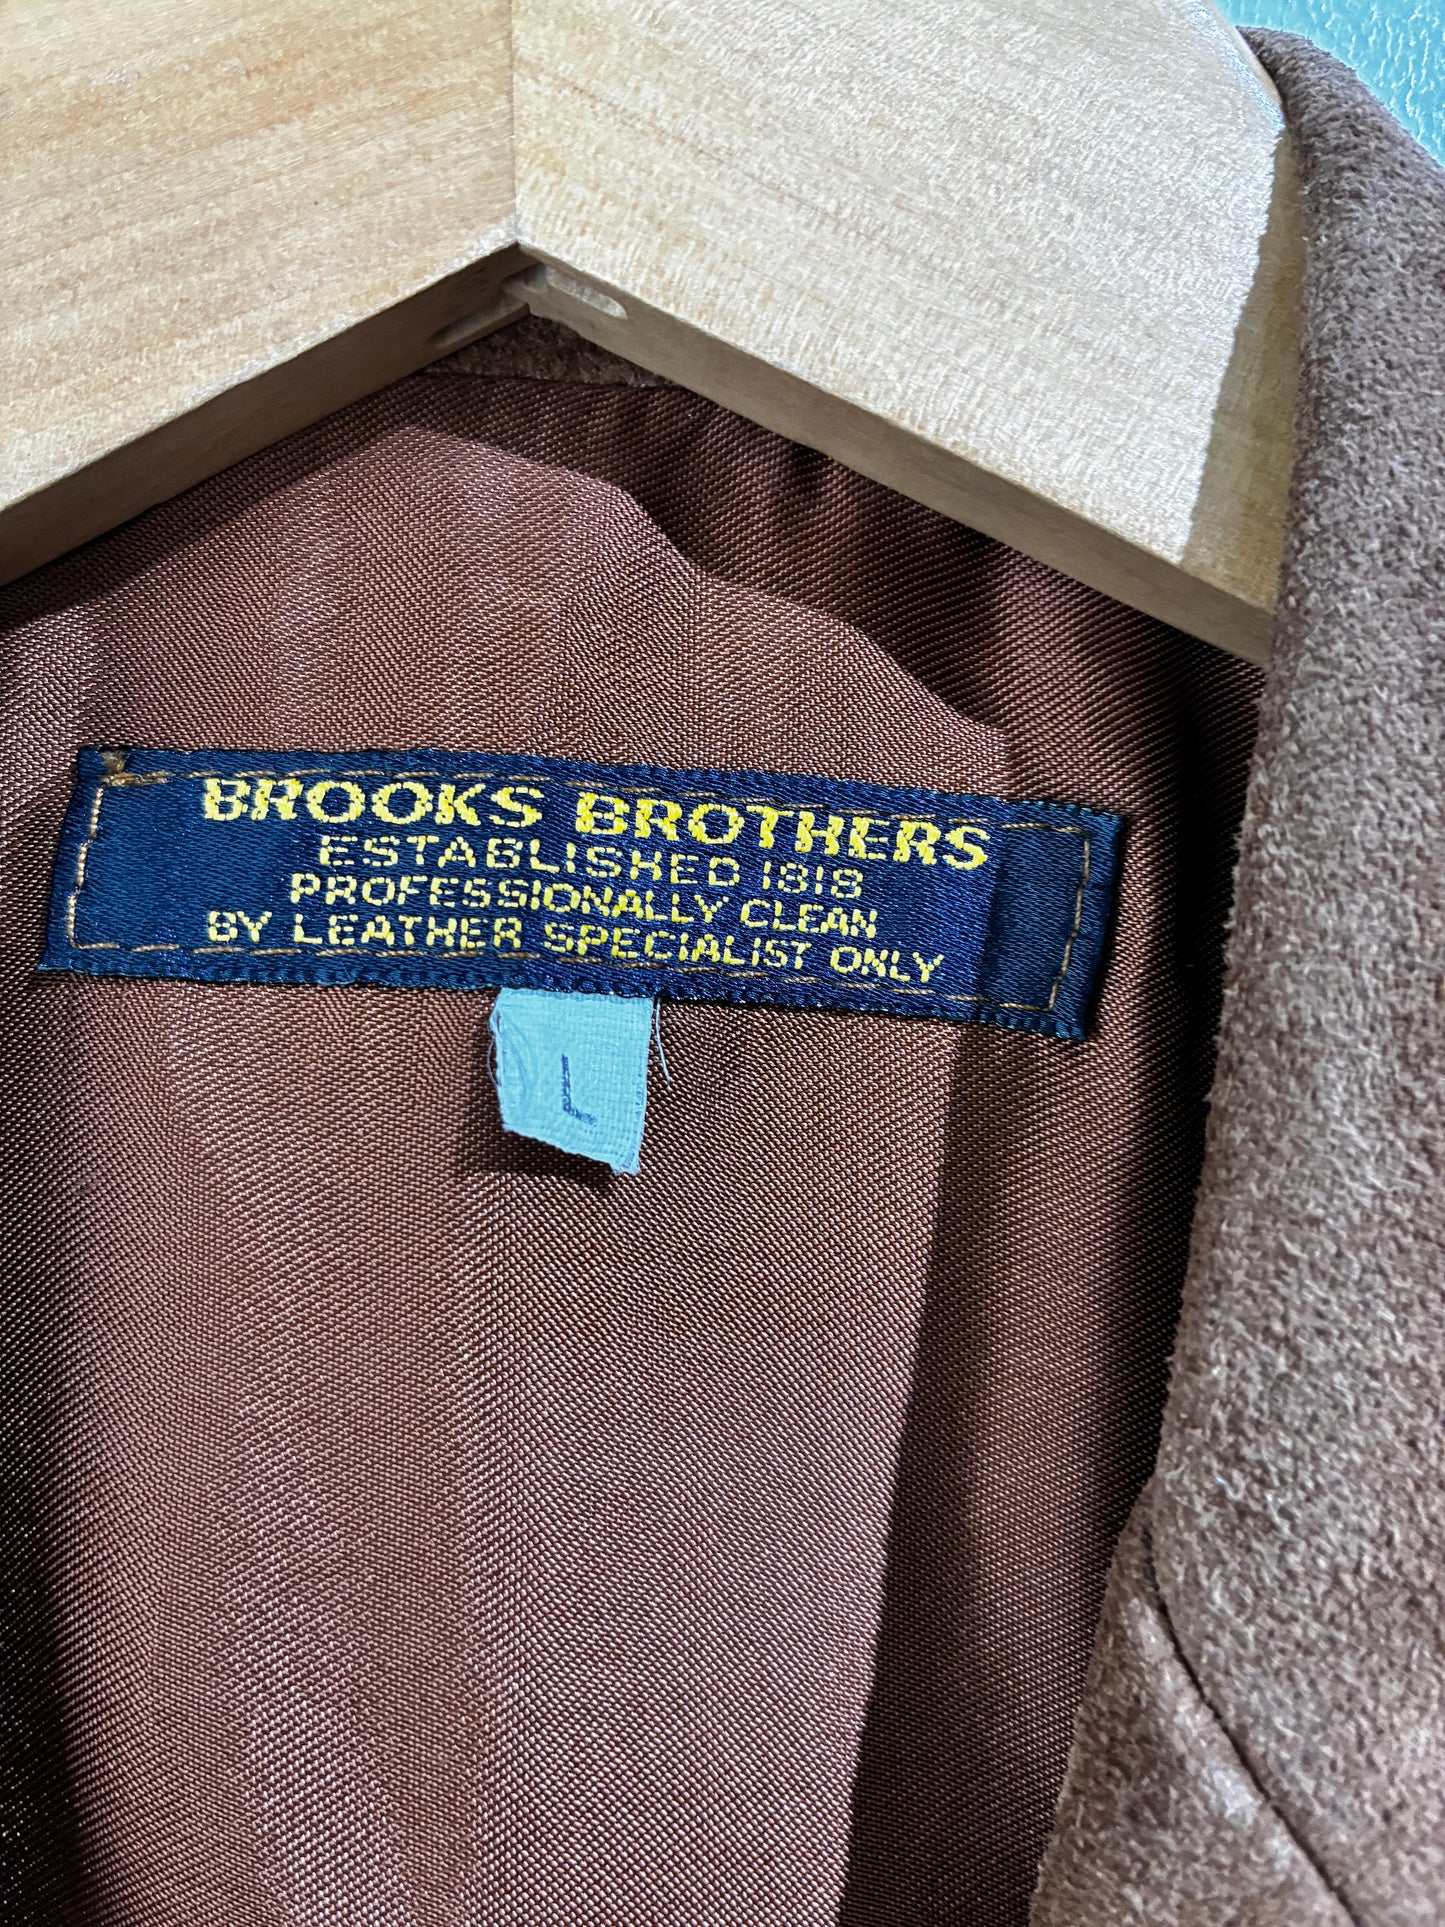 BROOKS BROTHERS
ESTABLISHED 1818
PROFESSIONALLY CLEAN
BY LEATHER SPECIALIST ONLY
L